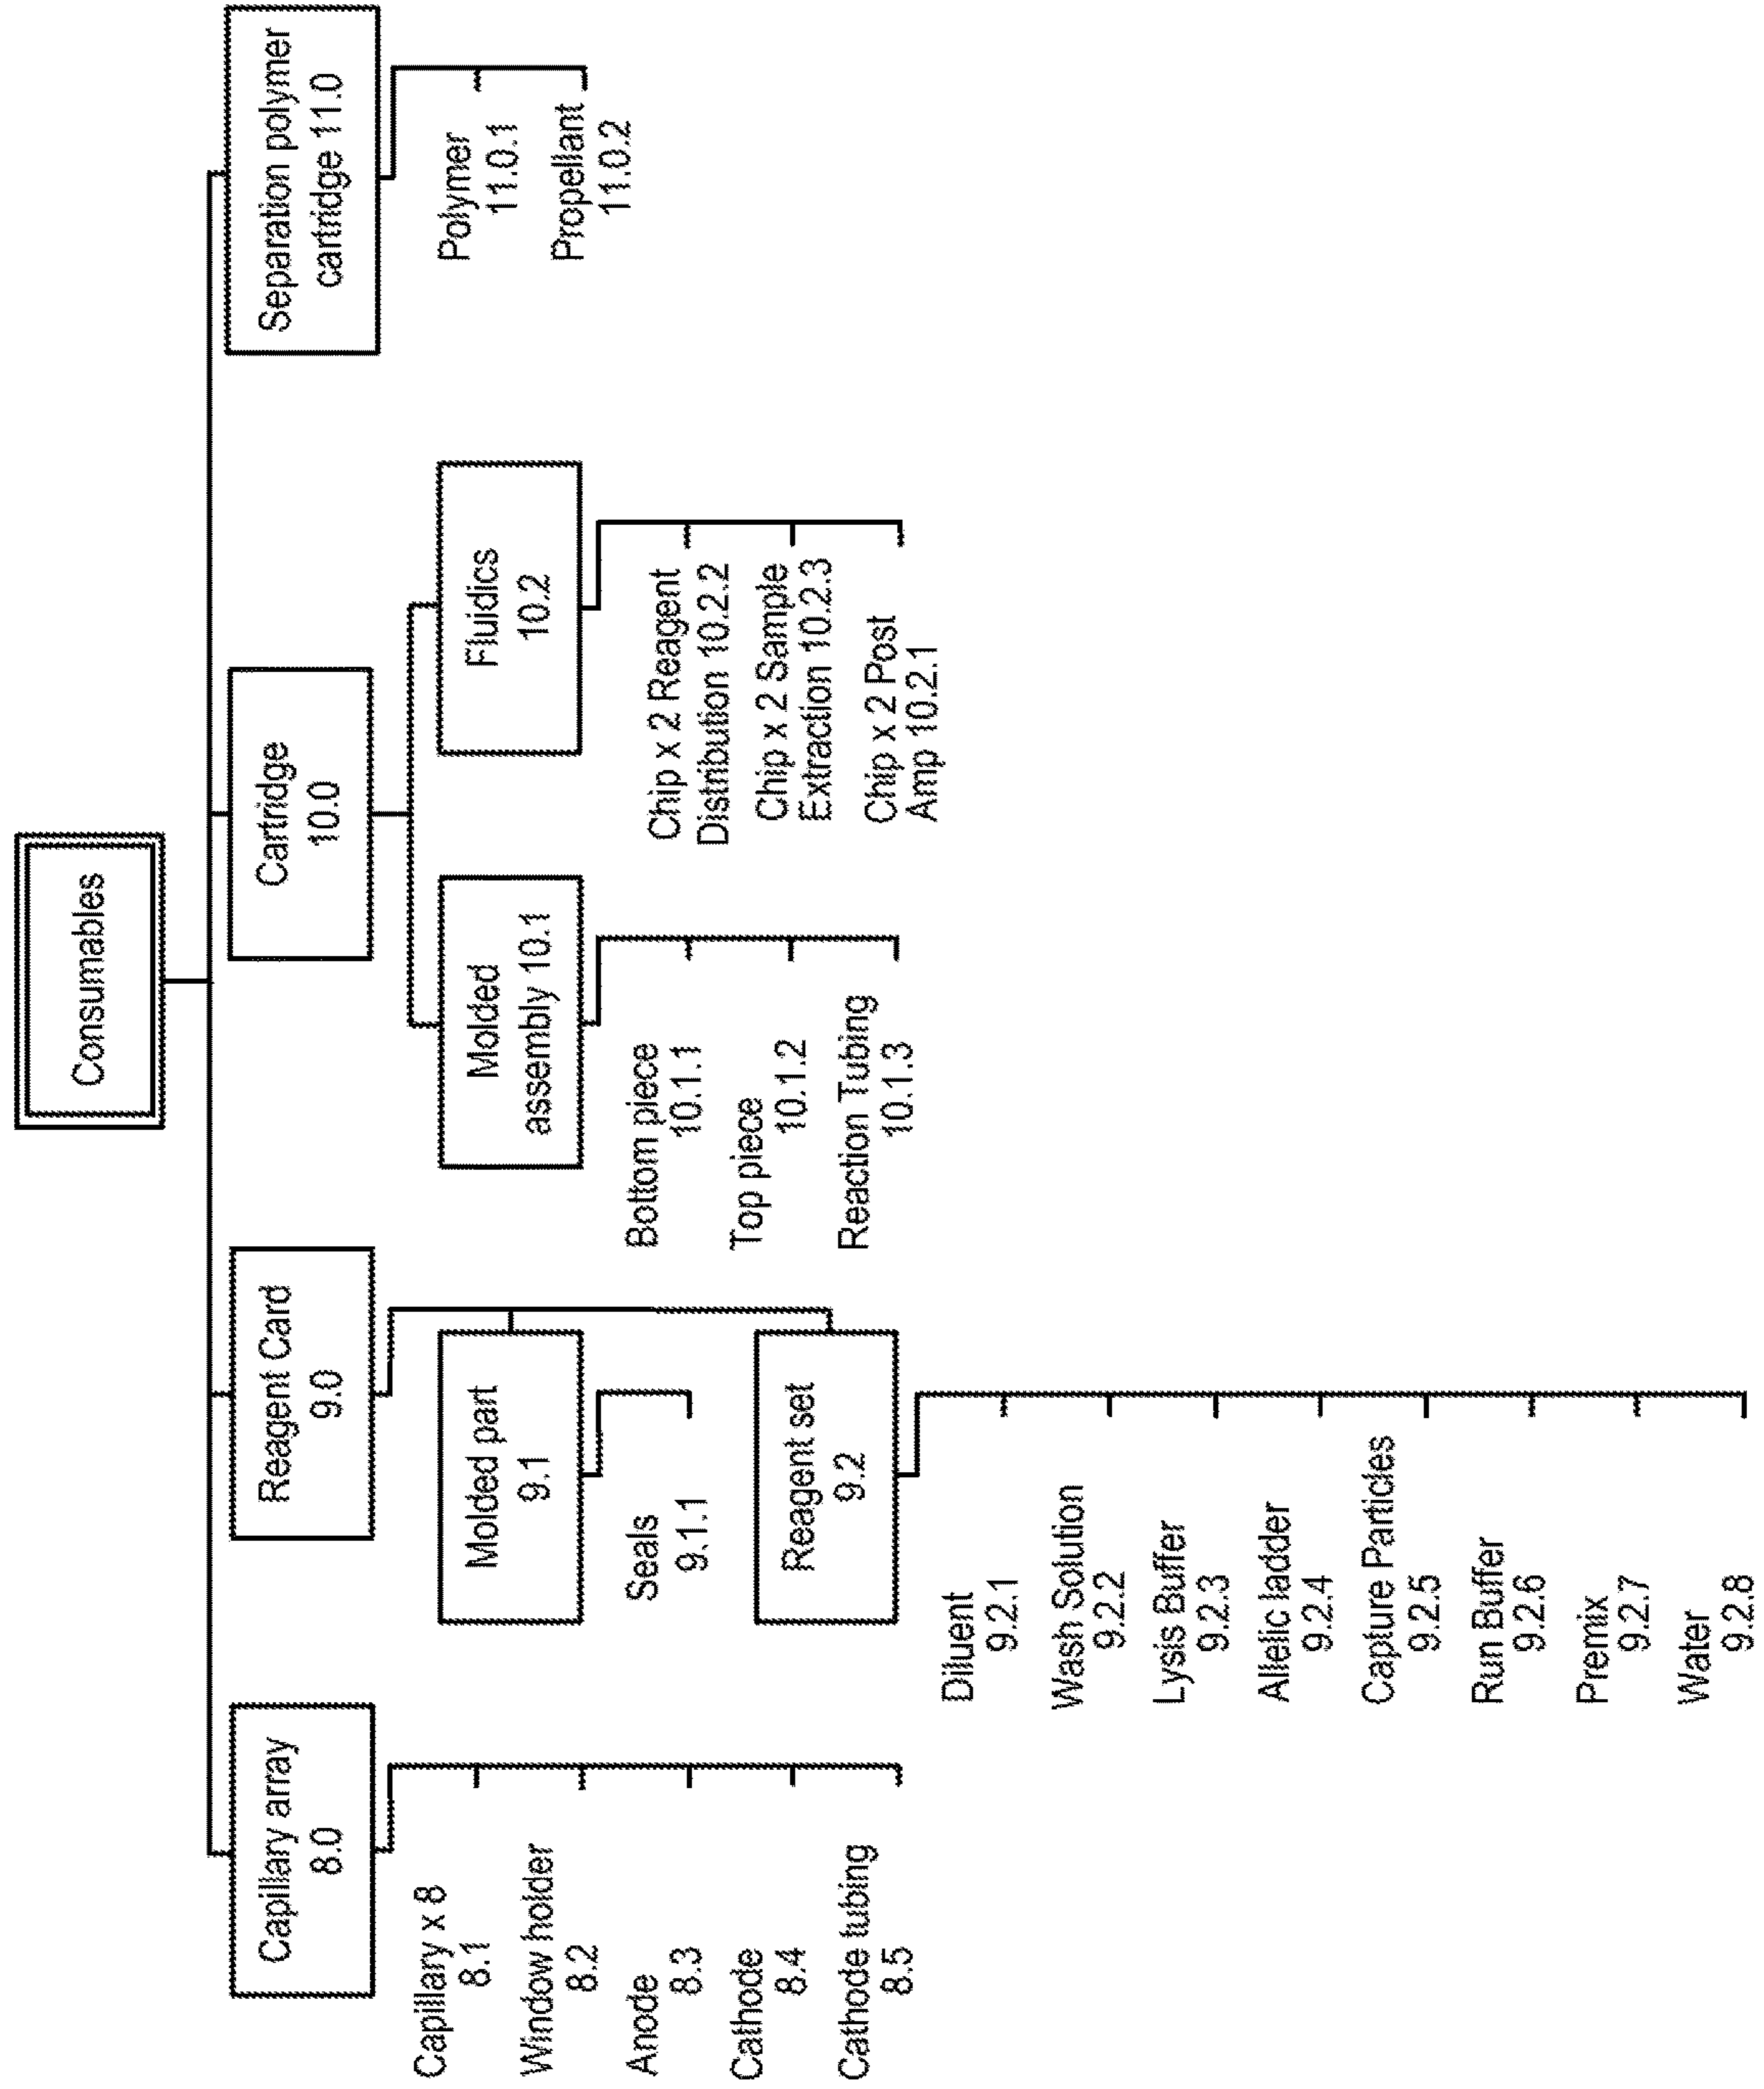 Consumables
Capillary array
8.0
Capillary x 8
8.1
Window holder
8.2
Anode
8.3
Cathode
8.4
Cathode tubing
8.5
Reagent Card
9.0
Molded part
9.1
Seals
9.1.1
Reagent set
9.2
Diluent
9.2.1
Wash Solution
9.2.2
Lysis Buffer
9.2.3
Allelic ladder
9.2.4
Capture Particles
9.2.5
Run Buffer
9.2.6
Premix
9.2.7
Water
9.2.8
Cartridge
10.0
Molded
assembly 10.1
Bottom piece
10.1.1
Top piece
10.1.2
Reaction Tubing
10.1.3
Fluidics
10.2
Chip x 2 Reagent
Distribution 10.2.2
Chip x 2 Sample
Extraction 10.2.3
Chip x 2 Post
Amp 10.2.1
Separation polymer
cartridge 11.0
Polymer
11.0.1
Propellant
11.0.2